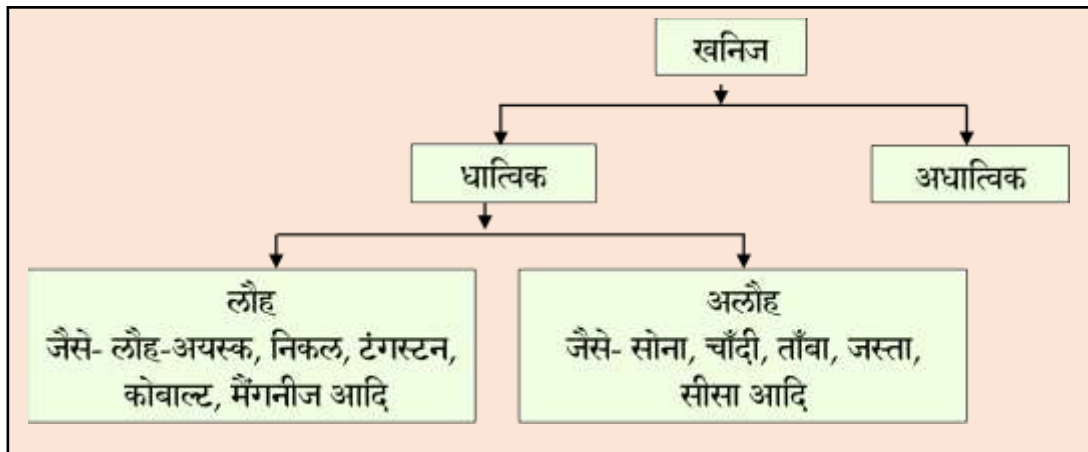 खनिज
धात्विक
अधात्विक
लौह
जैसे- लौह-अयस्क, निकल, टंगस्टन,
कोबाल्ट, मैंगनीज आदि
अलौह
जैसे- सोना, चाँदी, ताँबा, जस्ता,
सीसा आदि